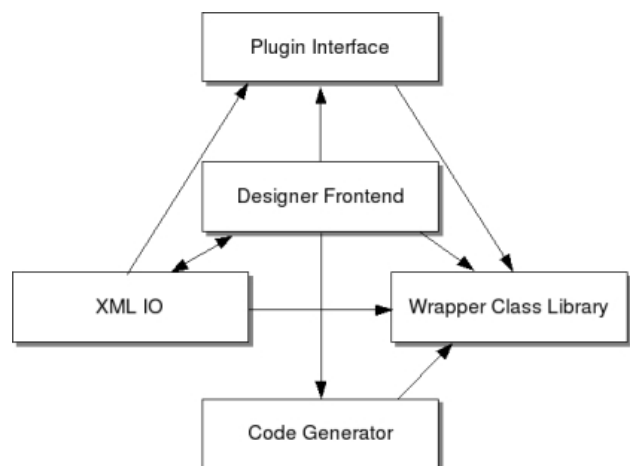 Plugin Interface
Designer Frontend
XML IO
Wrapper Class Library
Code Generator